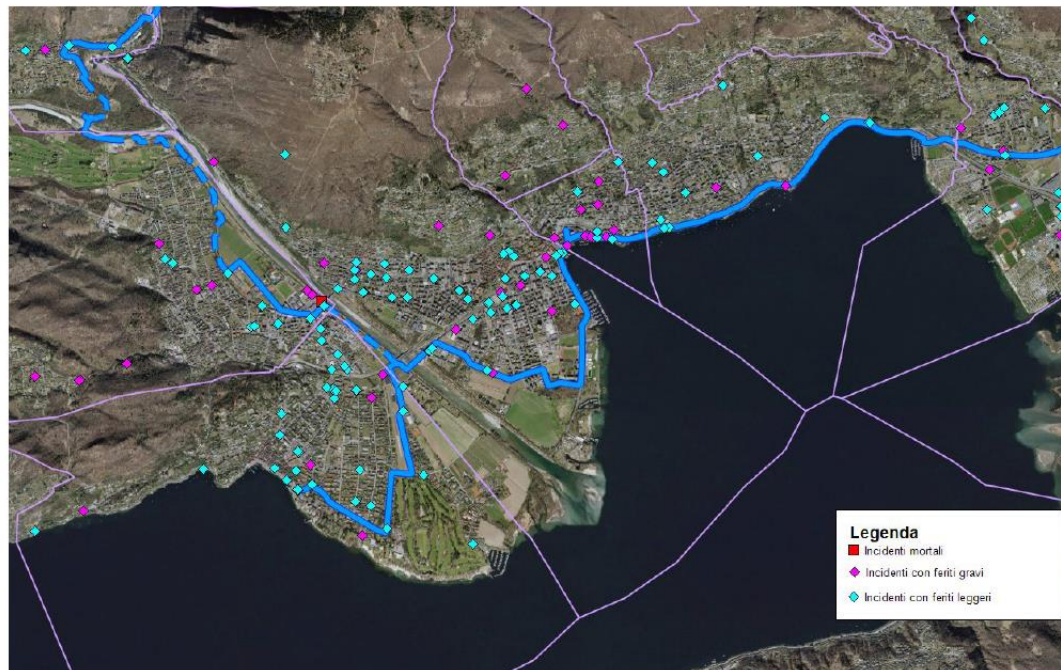 Legenda
Incidenti mortali
Incidenti con feriti gravi
Incidenti con feriti leggeri